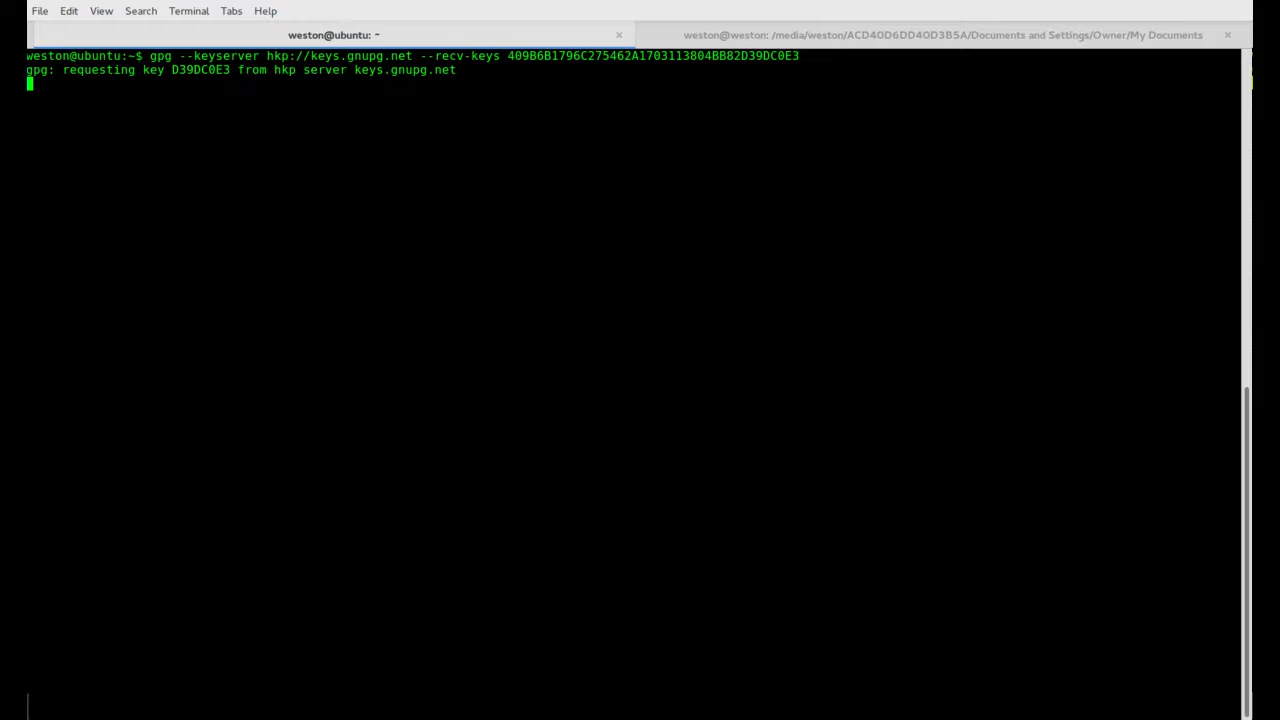 File Edit View Search Terminal Tabs Help
weston@ubuntu: ~ × weston@weston: /media/weston/ACD40D6DD40D3B5A/Documents and Settings/Owner/My Documents ×
weston@ubuntu:~$ gpg --keyserver hkp://keys.gnupg.net --recv-keys 409B6B1796C275462A1703113804BB82D39DC0E3
gpg: requesting key D39DC0E3 from hkp server keys.gnupg.net